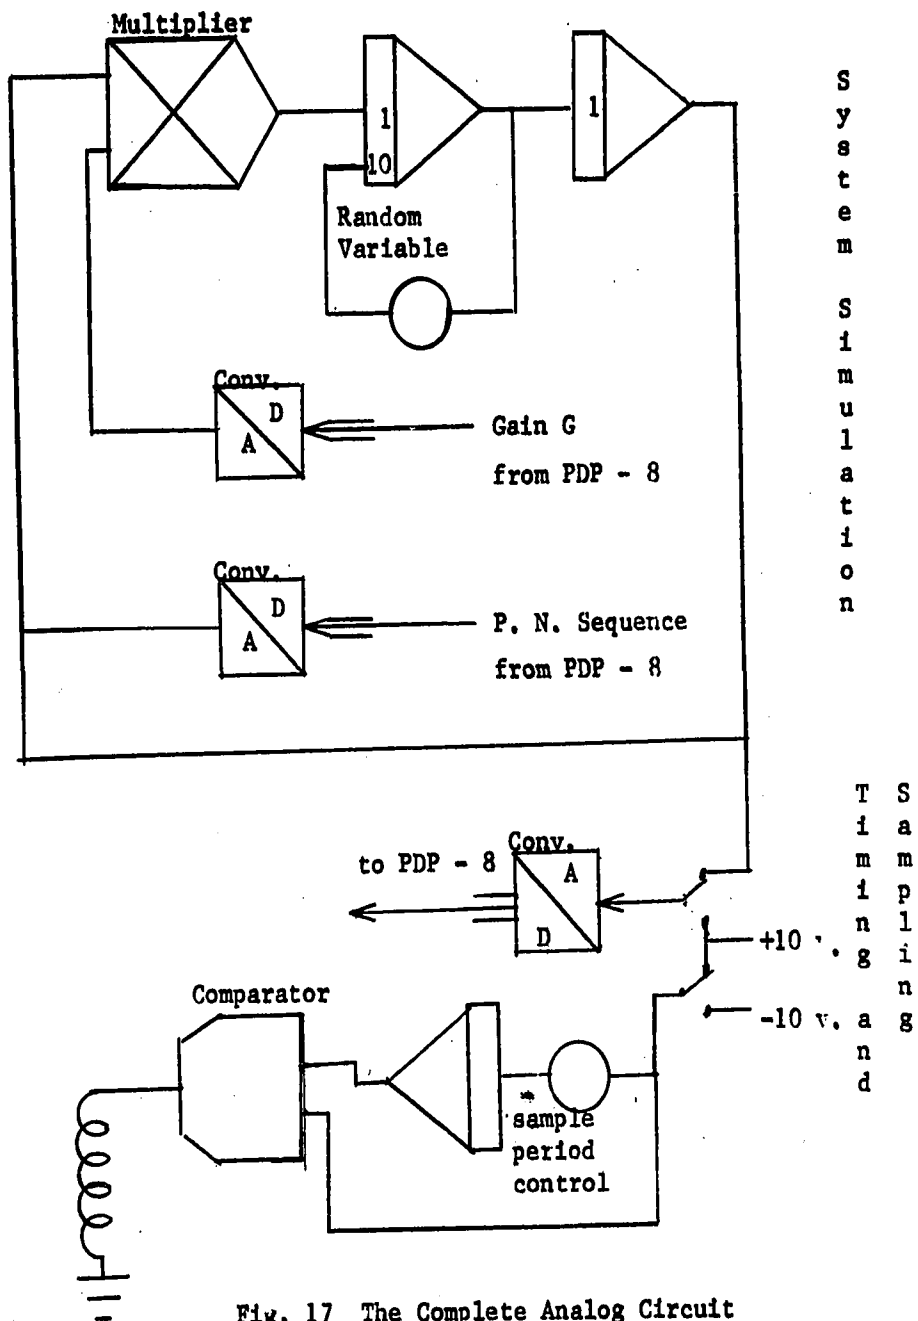 Multiplier
1
10
1
Random
Variable
Conv.
D
A
Gain G
from PDP - 8
Conv.
D
A
P. N. Sequence
from PDP - 8
System Simulation
Conv.
A
D
to PDP - 8
+10 v.
-10 v.
Timing and
Sampling
Comparator
sample
period
control
Fig. 17 The Complete Analog Circuit